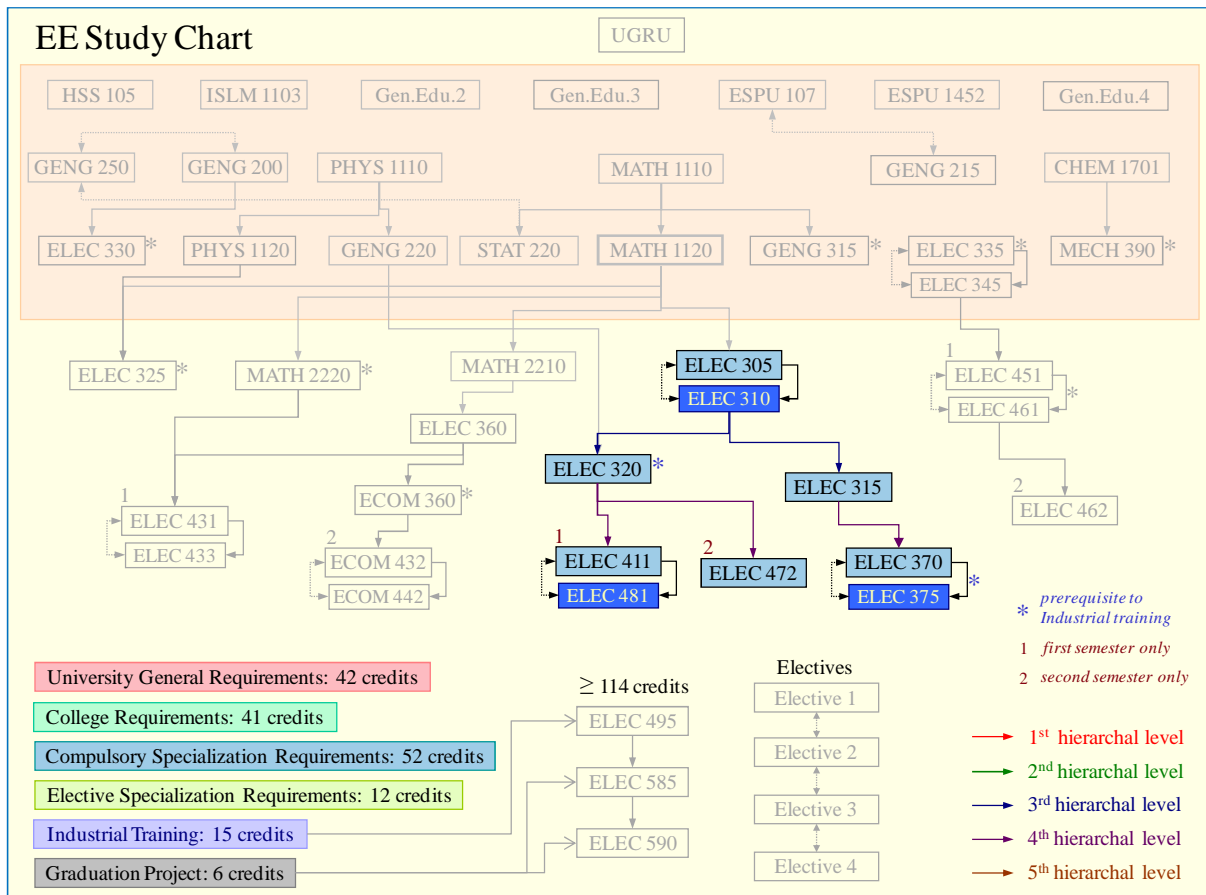 EE Study Chart
UGRU
HSS 105
ISLM 1103
Gen.Edu.2
Gen.Edu.3
ESPU 107
ESPU 1452
Gen.Edu.4
GENG 250
GENG 200
PHYS 1110
MATH 1110
GENG 215
CHEM 1701
ELEC 330 *
PHYS 1120
GENG 220
STAT 220
MATH 1120
GENG 315 *
ELEC 335 *
MECH 390 *
ELEC 345
ELEC 325 *
MATH 2220 *
MATH 2210
ELEC 305
ELEC 310
1
ELEC 451
*
ELEC 461
ELEC 360
ELEC 320 *
ELEC 315
ECOM 360 *
2
ELEC 462
1
ELEC 431
ELEC 433
2
ECOM 432
ECOM 442
1
ELEC 411
ELEC 481
2
ELEC 472
ELEC 370
*
ELEC 375
* prerequisite to
Industrial training
1 first semester only
2 second semester only
University General Requirements: 42 credits
College Requirements: 41 credits
Compulsory Specialization Requirements: 52 credits
Elective Specialization Requirements: 12 credits
Industrial Training: 15 credits
Graduation Project: 6 credits
≥ 114 credits
ELEC 495
ELEC 585
ELEC 590
Electives
Elective 1
Elective 2
Elective 3
Elective 4
1st hierarchal level
2nd hierarchal level
3rd hierarchal level
4th hierarchal level
5th hierarchal level